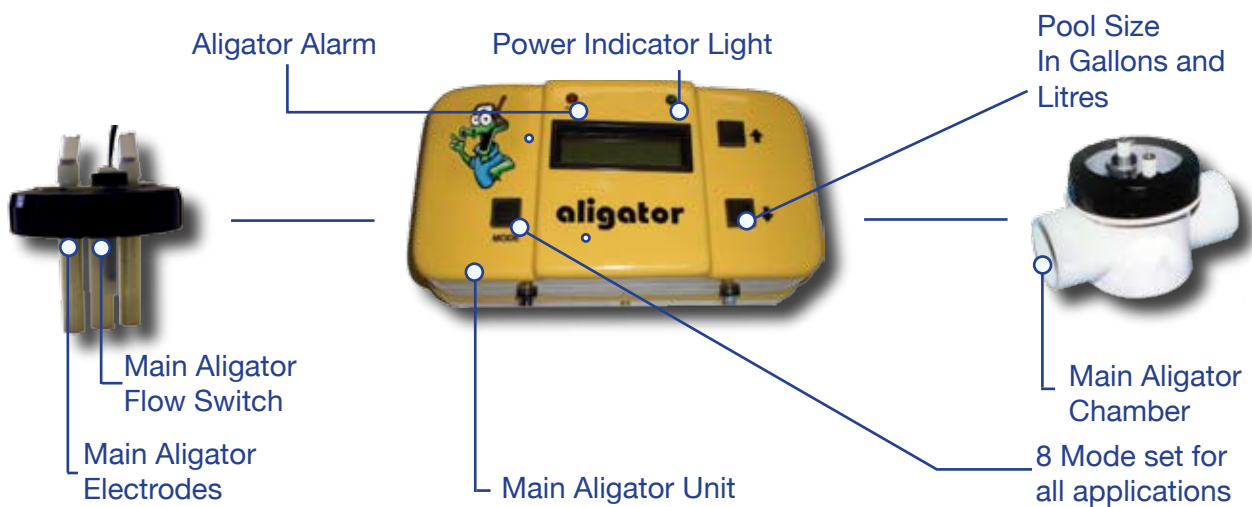 Aligator Alarm
Power Indicator Light
Pool Size
In Gallons and
Litres
aligator
MODE
Main Aligator
Flow Switch
Main Aligator
Electrodes
Main Aligator Unit
Main Aligator
Chamber
8 Mode set for
all applications